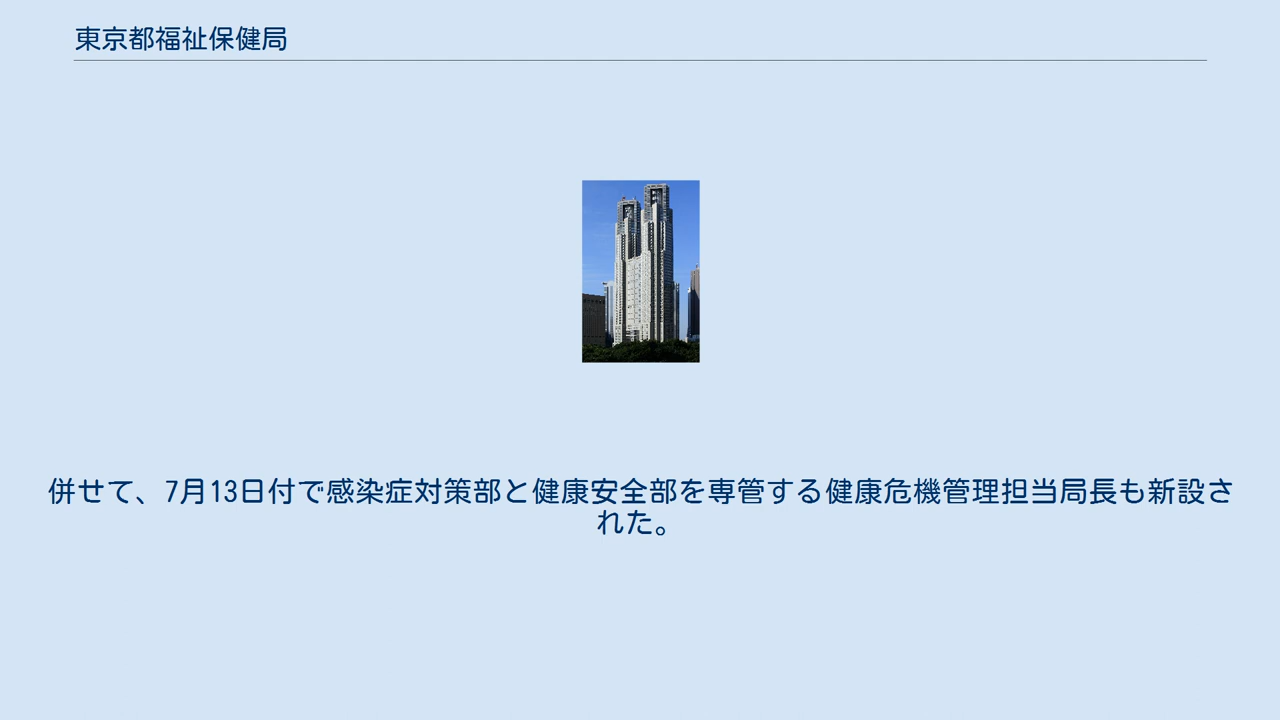 東京都福祉保健局
併せて、7月13日付で感染症対策部と健康安全部を専管する健康危機管理担当局長も新設さ
れた。